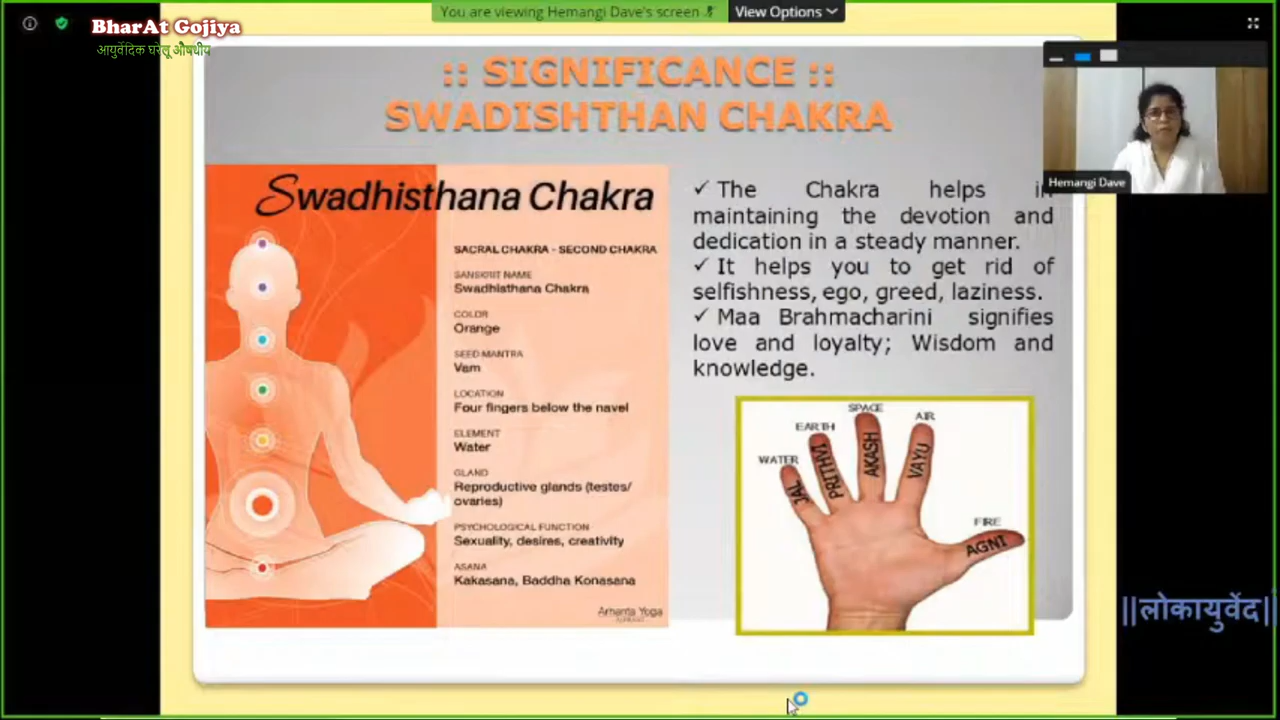 You are viewing Hemangi Dave's screen
View Options
BharAt Gojiya
आयुर्वेदिक घरेलू औषधीय
:: SIGNIFICANCE ::
SWADISHTHAN CHAKRA
Hemangi Dave
Swadhisthana Chakra
SACRAL CHAKRA - SECOND CHAKRA
SANSKRIT NAME
Swadhisthana Chakra
COLOR
Orange
SEED MANTRA
Vam
LOCATION
Four fingers below the navel
ELEMENT
Water
GLAND
Reproductive glands (testes/
ovaries)
PSYCHOLOGICAL FUNCTION
Sexuality, desires, creativity
ASANA
Kakasana, Baddha Konasana
Arhanta Yoga
✓ The Chakra helps in
maintaining the devotion and
dedication in a steady manner.
✓ It helps you to get rid of
selfishness, ego, greed, laziness.
✓ Maa Brahmacharini signifies
love and loyalty; Wisdom and
knowledge.
SPACE
AIR
EARTH
WATER
FIRE
JAL
PRITHVI
AKASH
VAYU
AGNI
||लोकायुर्वेद||